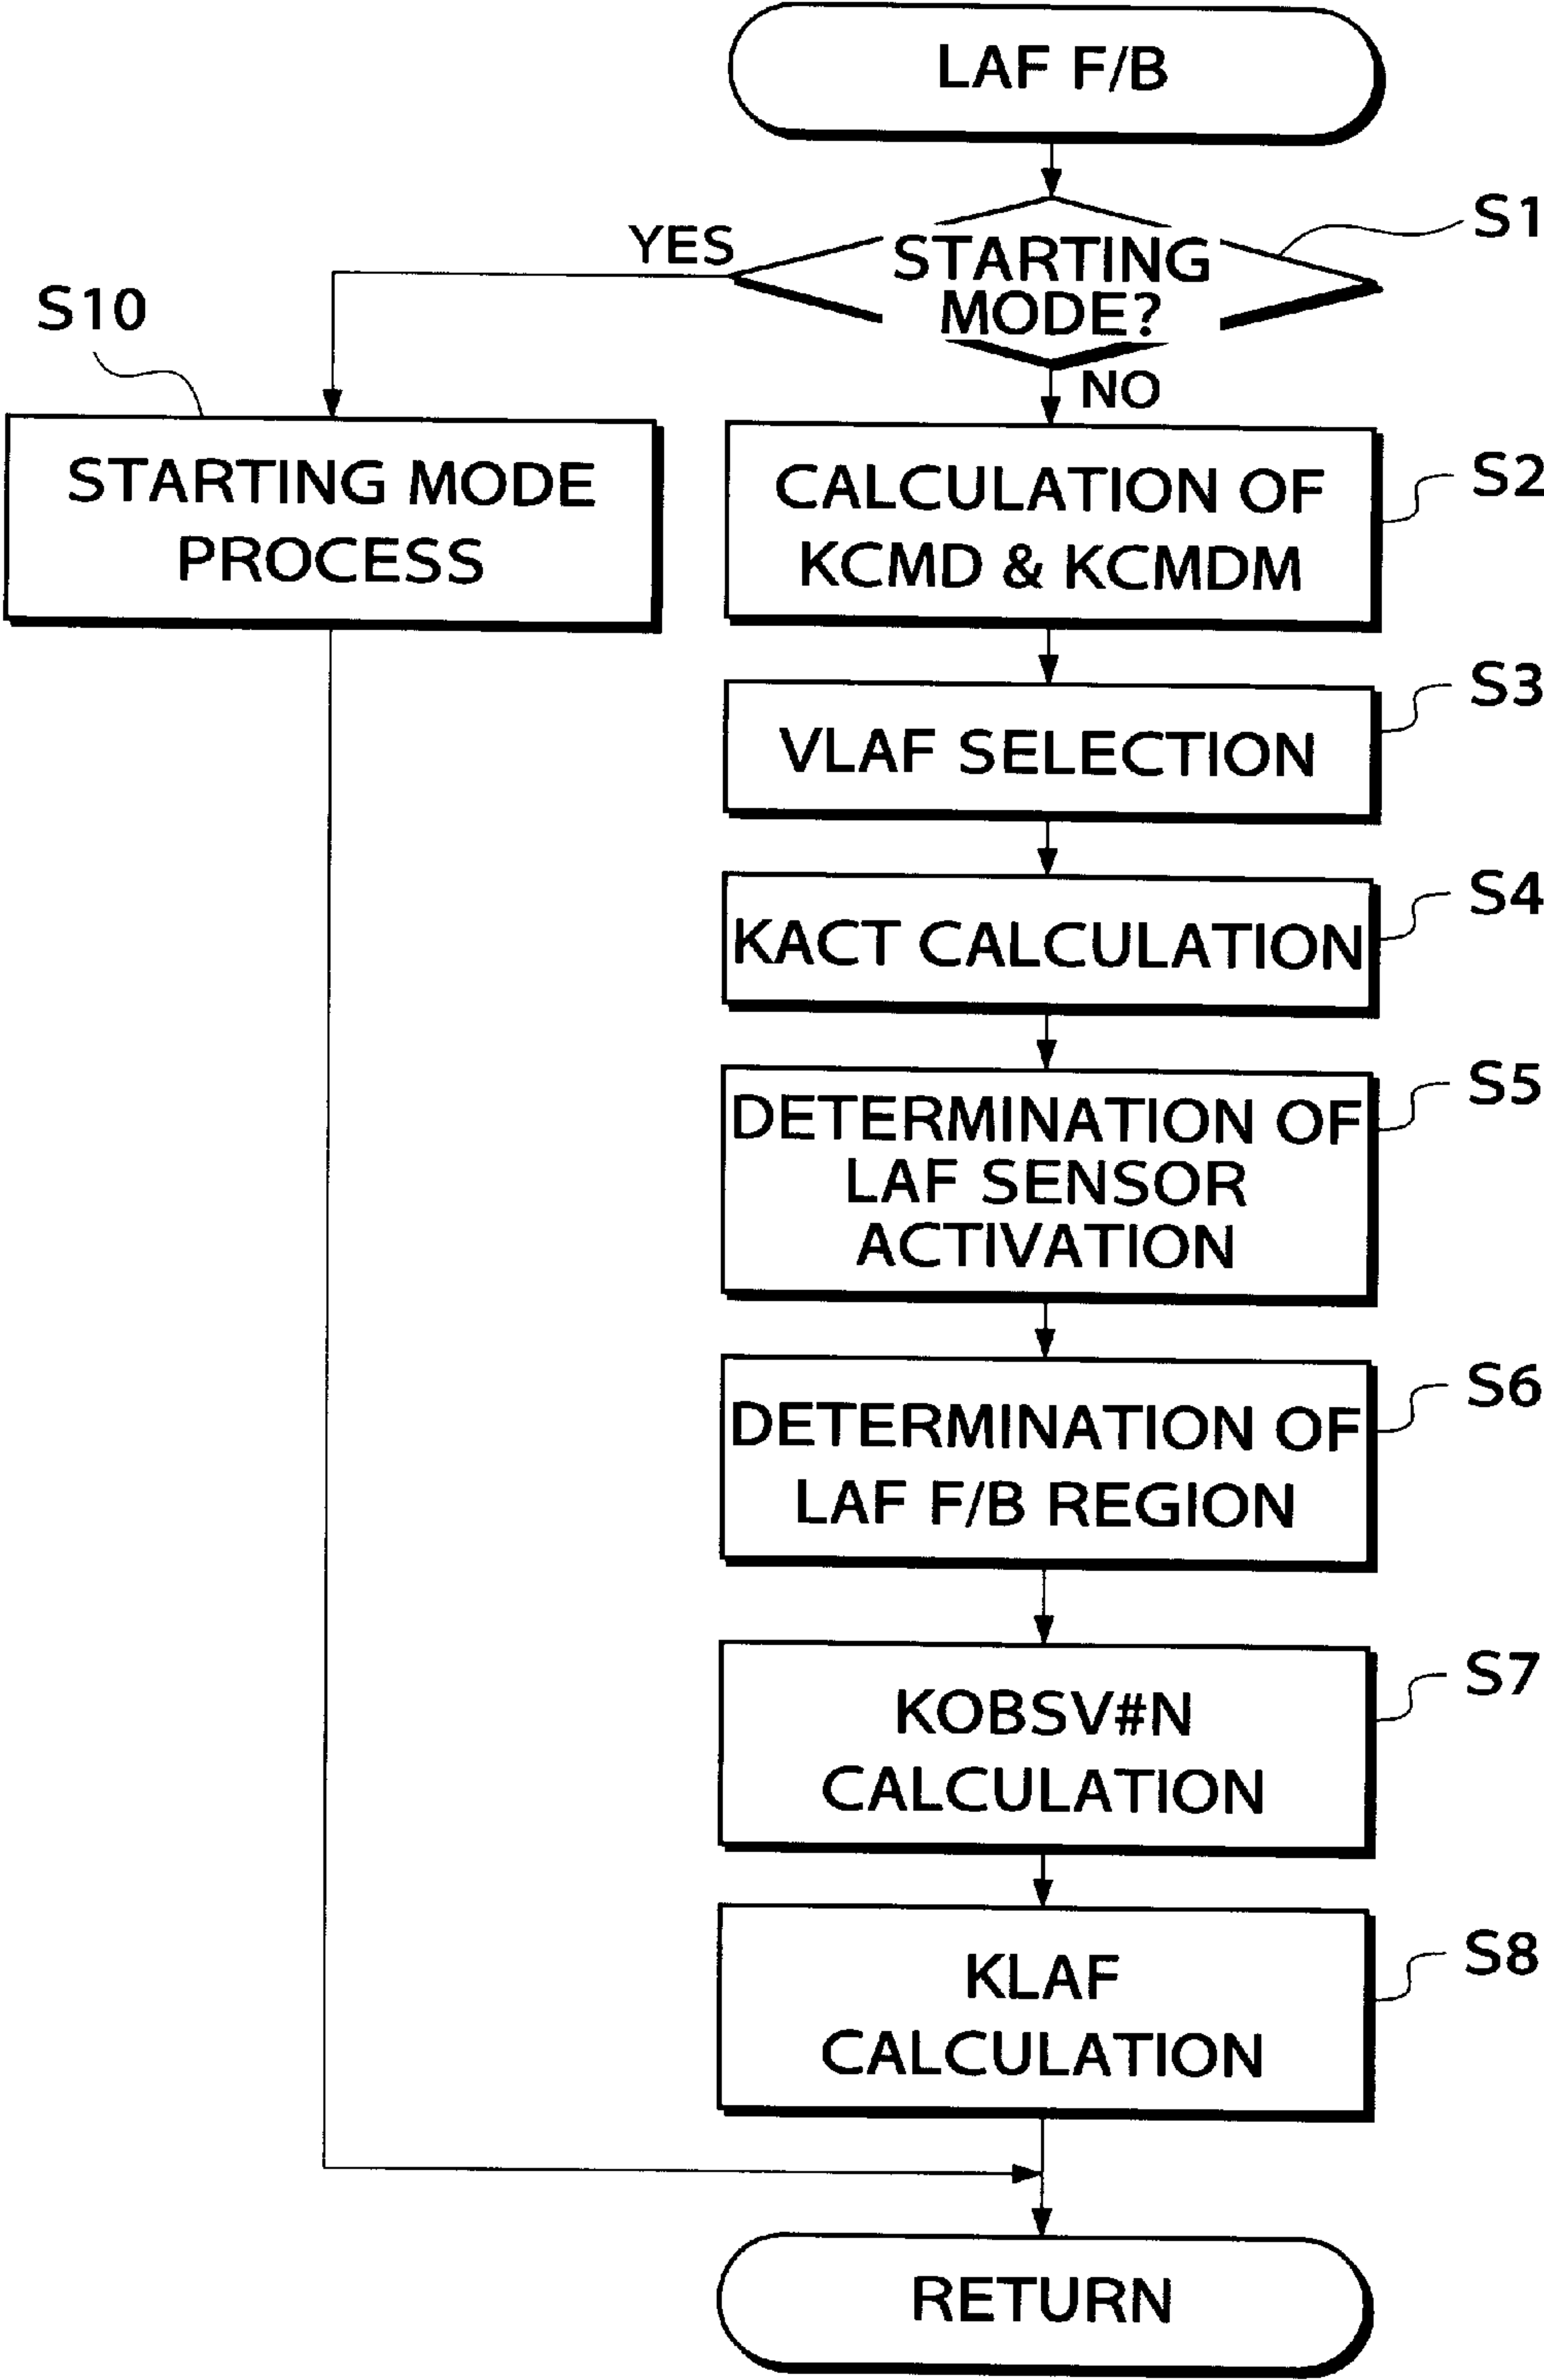 LAF F/B
S1
YES
STARTING
MODE?
NO
S10
STARTING MODE
PROCESS
CALCULATION OF
KCMD & KCMDM
S2
VLAF SELECTION
S3
KACT CALCULATION
S4
DETERMINATION OF
LAF SENSOR
ACTIVATION
S5
DETERMINATION OF
LAF F/B REGION
S6
KOBSV#N
CALCULATION
S7
KLAF
CALCULATION
S8
RETURN